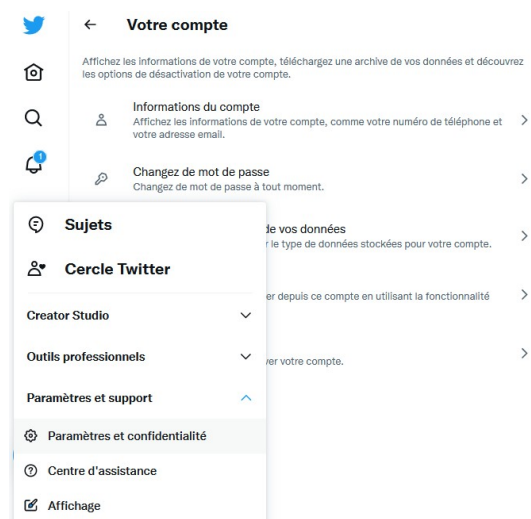 Votre compte
Affichez les informations de votre compte, téléchargez une archive de vos données et découvrez
les options de désactivation de votre compte.
Informations du compte
Affichez les informations de votre compte, comme votre numéro de téléphone et
votre adresse email.
1
Changez de mot de passe
Changez de mot de passe à tout moment.
de vos données
le type de données stockées pour votre compte.
depuis ce compte en utilisant la fonctionnalité
votre compte.
Sujets
Cercle Twitter
Creator Studio
Outils professionnels
Paramètres et support
Paramètres et confidentialité
Centre d'assistance
Affichage